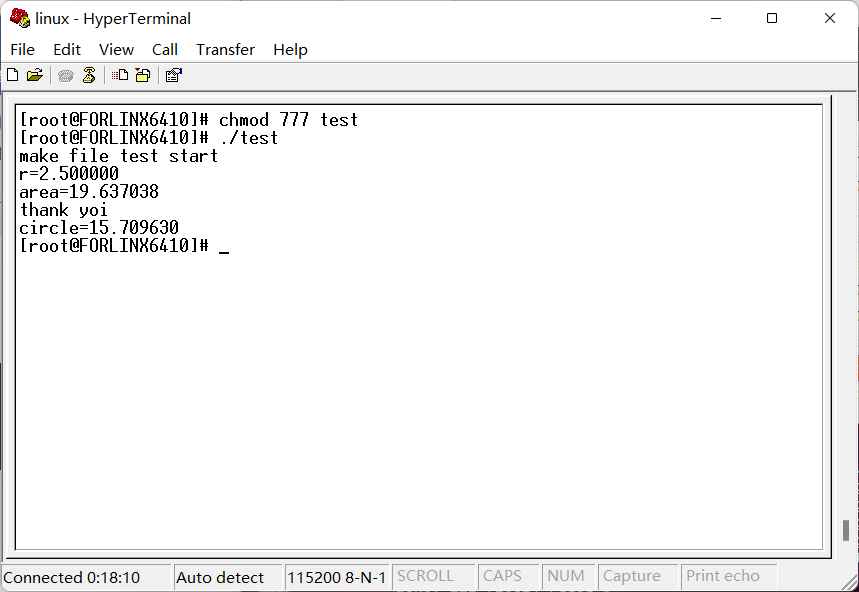 linux - HyperTerminal
File Edit View Call Transfer Help
[root@FORLINX6410]# chmod 777 test
[root@FORLINX6410]# ./test
make file test start
r=2.500000
area=19.637038
thank yoi
circle=15.709630
[root@FORLINX6410]# _
Connected 0:18:10 Auto detect 115200 8-N-1 SCROLL CAPS NUM Capture Print echo